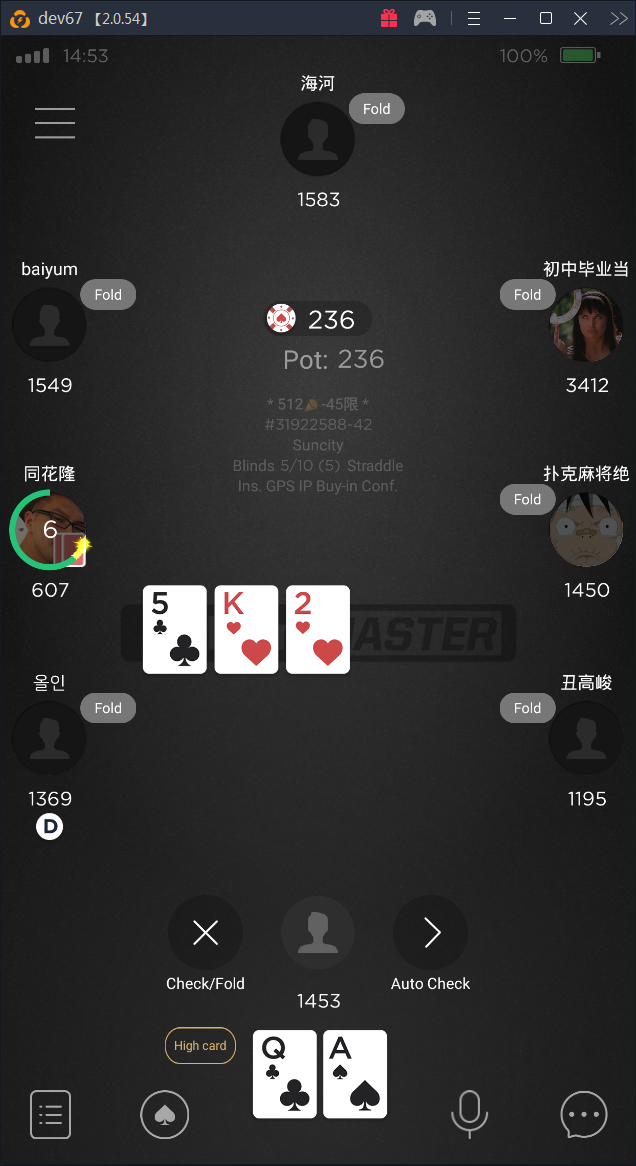 dev67 【2.0.54】
14:53
100%
海河
Fold
1583
baiyum
Fold
1549
初中毕业当
Fold
3412
236
Pot: 236
* 512 -45限 *
#31922588-42
Suncity
Blinds 5/10 (5) Straddle
Ins. GPS IP Buy-in Conf.
同花隆
6
607
扑克麻将绝
Fold
1450
5
K
2
MASTER
올인
Fold
1369
D
丑高峻
Fold
1195
Check/Fold
1453
Auto Check
High card
Q
A